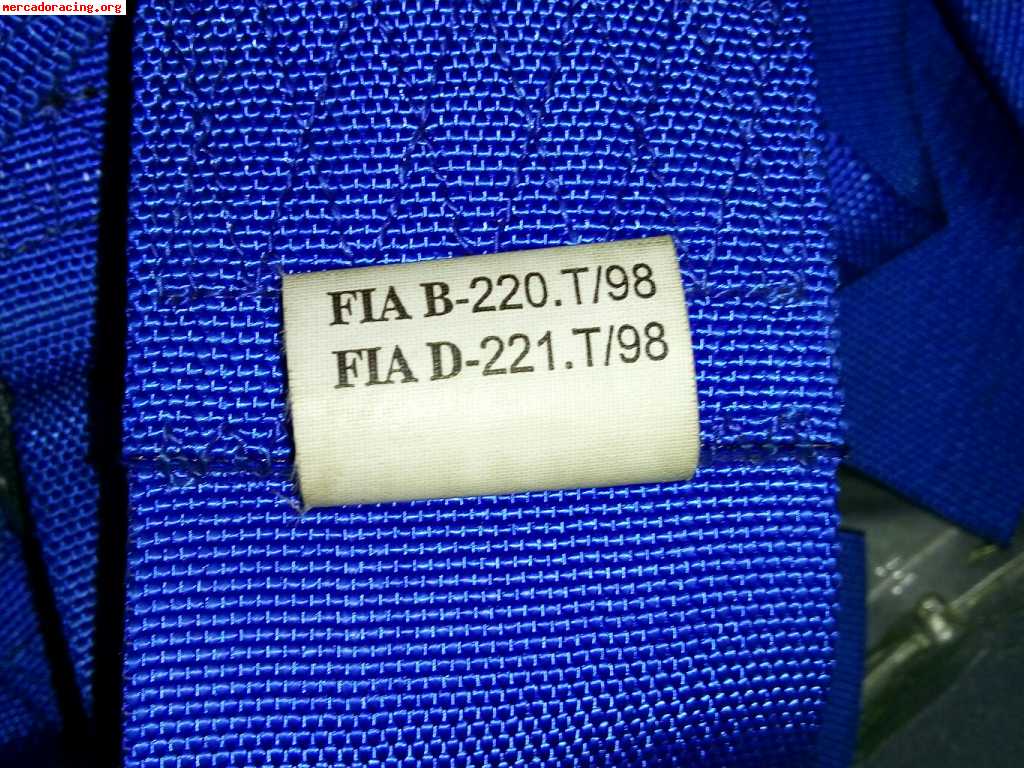 mercadoracing.org
FIA B-220.T/98
FIA D-221.T/98